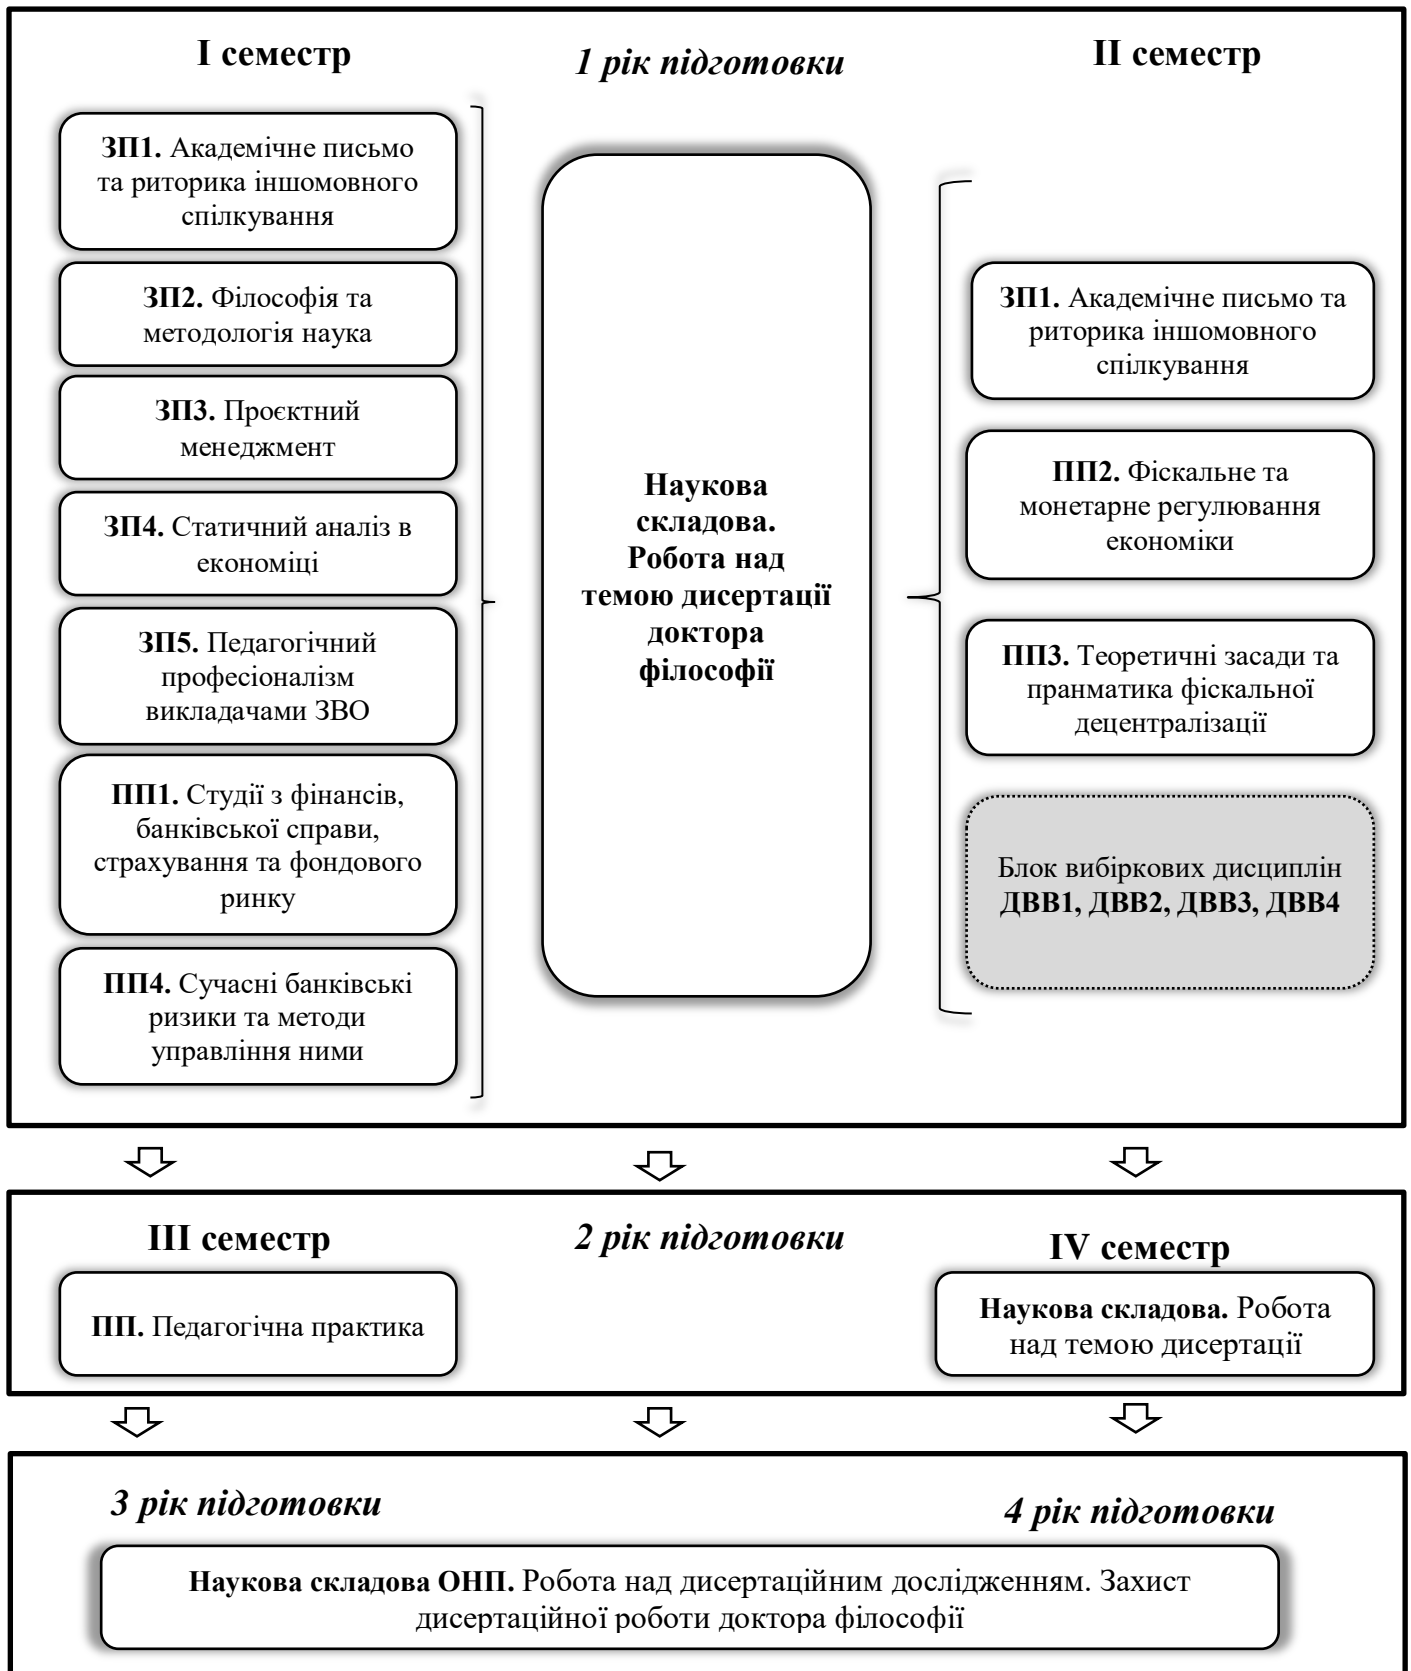 I семестр
1 рік підготовки
II семестр
ЗП1. Академічне письмо
та риторика іншомовного
спілкування
ЗП2. Філософія та
методологія наука
ЗП3. Проєктний
менеджмент
ЗП4. Статичний аналіз в
економіці
ЗП5. Педагогічний
професіоналізм
викладачами ЗВО
ПП1. Студії з фінансів,
банківської справи,
страхування та фондового
ринку
ПП4. Сучасні банківські
ризики та методи
управління ними
Наукова
складова.
Робота над
темою дисертації
доктора
філософії
ЗП1. Академічне письмо та
риторика іншомовного
спілкування
ПП2. Фіскальне та
монетарне регулювання
економіки
ПП3. Теоретичні засади та
пранматика фіскальної
децентралізації
Блок вибіркових дисциплін
ДВВ1, ДВВ2, ДВВ3, ДВВ4
III семестр
2 рік підготовки
IV семестр
ПП. Педагогічна практика
Наукова складова. Робота
над темою дисертації
3 рік підготовки
4 рік підготовки
Наукова складова ОНП. Робота над дисертаційним дослідженням. Захист
дисертаційної роботи доктора філософії